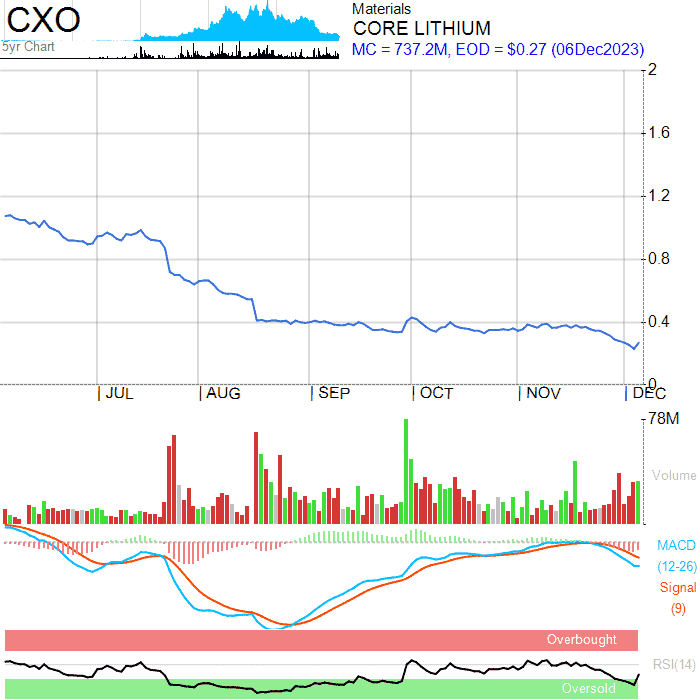 CXO
5yr Chart
Materials
CORE LITHIUM
MC = 737.2M, EOD = $0.27 (06Dec2023)
2
1.6
1.2
0.8
0.4
0
JUL
AUG
SEP
OCT
NOV
DEC
78M
Volume
MACD
(12-26)
Signal
(9)
Overbought
RSI(14)
Oversold